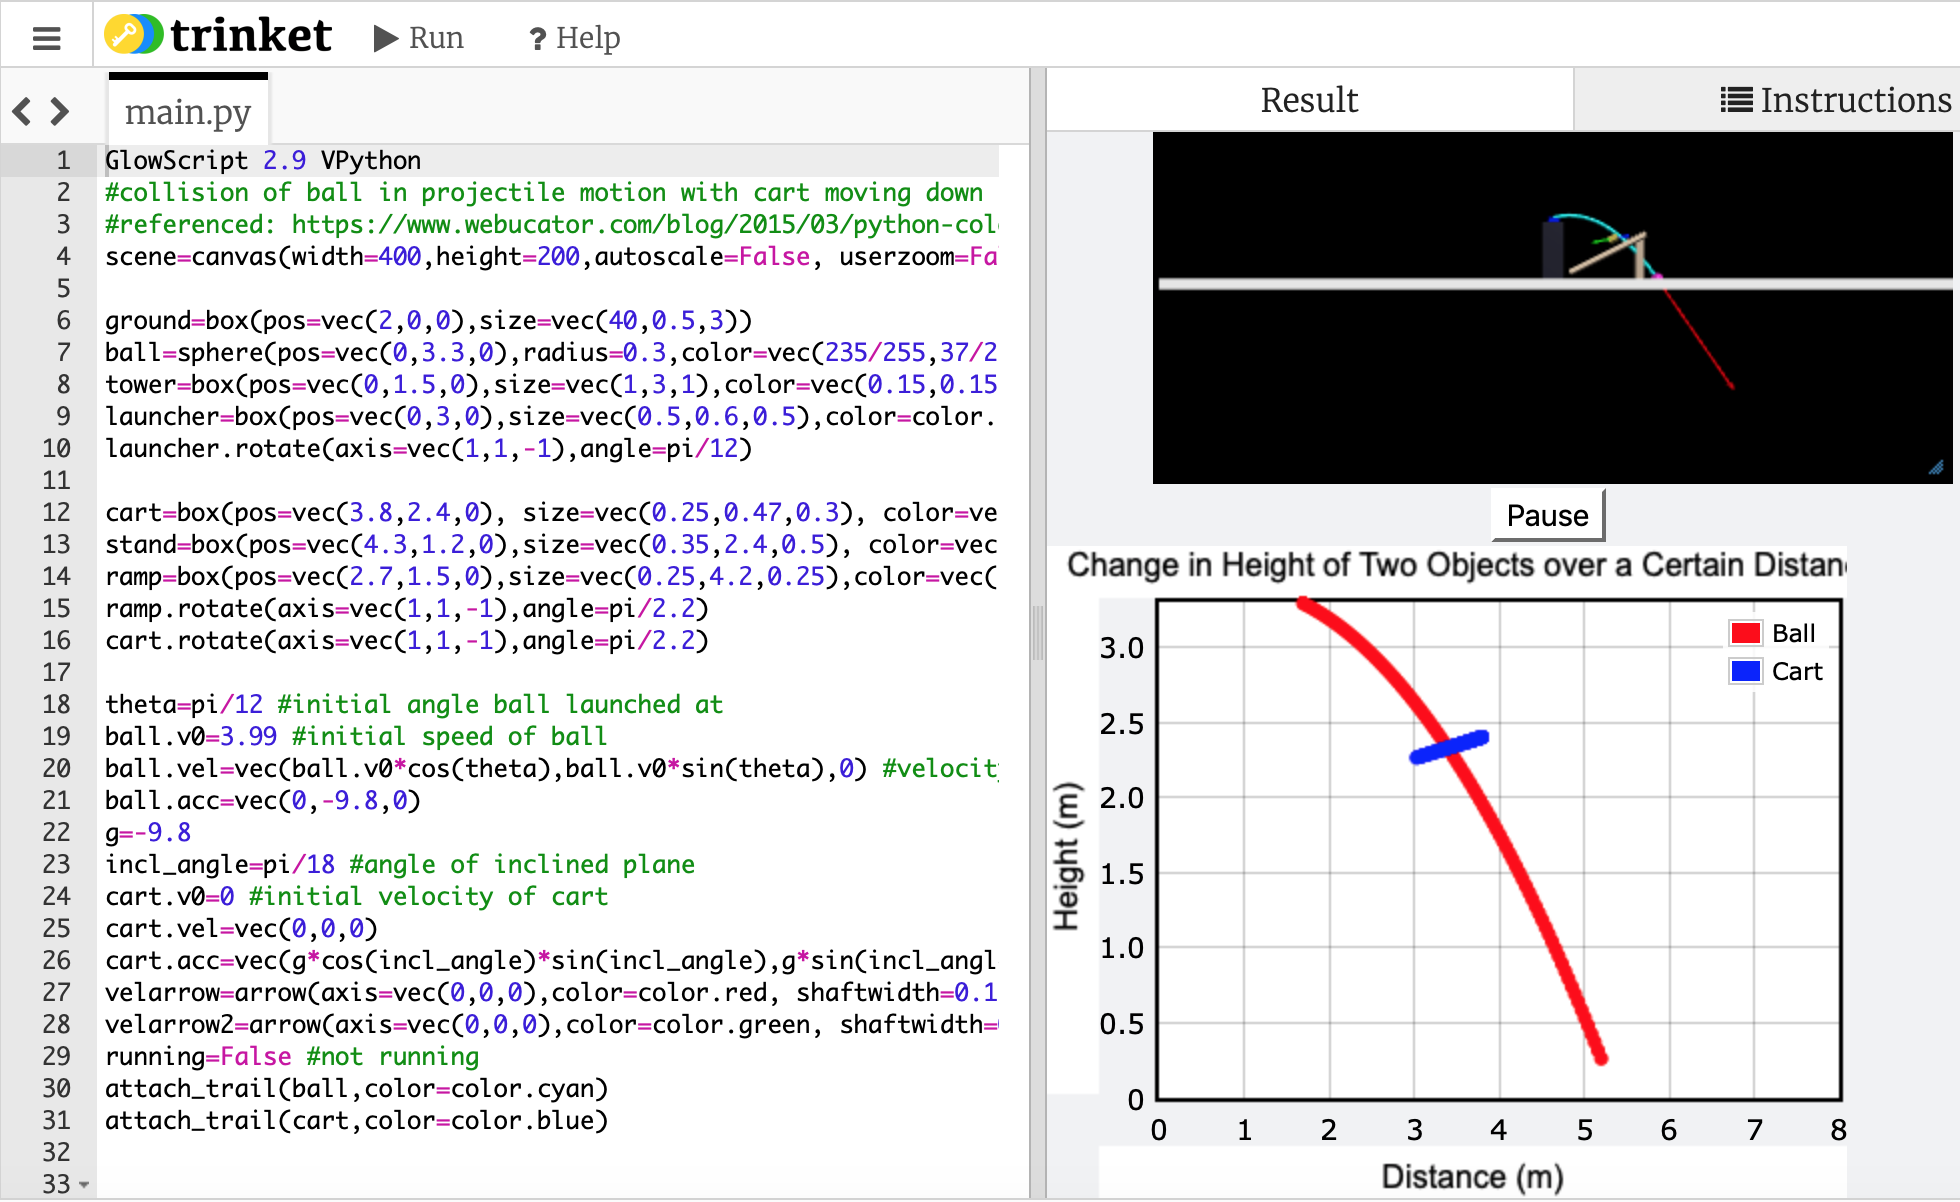 trinket Run ? Help
main.py
Result
Instructions
1 GlowScript 2.9 VPython
2 #collision of ball in projectile motion with cart moving down
3 #referenced: https://www.webucator.com/blog/2015/03/python-col
4 scene=canvas(width=400,height=200,autoscale=False, userzoom=Fa
5
6 ground=box(pos=vec(2,0,0),size=vec(40,0.5,3))
7 ball=sphere(pos=vec(0,3.3,0),radius=0.3,color=vec(235/255,37/2
8 tower=box(pos=vec(0,1.5,0),size=vec(1,3,1),color=vec(0.15,0.15
9 launcher=box(pos=vec(0,3,0),size=vec(0.5,0.6,0.5),color=color.
10 launcher.rotate(axis=vec(1,1,-1),angle=pi/12)
11
12 cart=box(pos=vec(3.8,2.4,0), size=vec(0.25,0.47,0.3), color=ve
13 stand=box(pos=vec(4.3,1.2,0),size=vec(0.35,2.4,0.5), color=vec
14 ramp=box(pos=vec(2.7,1.5,0),size=vec(0.25,4.2,0.25),color=vec(
15 ramp.rotate(axis=vec(1,1,-1),angle=pi/2.2)
16 cart.rotate(axis=vec(1,1,-1),angle=pi/2.2)
17
18 theta=pi/12 #initial angle ball launched at
19 ball.v0=3.99 #initial speed of ball
20 ball.vel=vec(ball.v0*cos(theta),ball.v0*sin(theta),0) #velocit
21 ball.acc=vec(0,-9.8,0)
22 g=-9.8
23 incl_angle=pi/18 #angle of inclined plane
24 cart.v0=0 #initial velocity of cart
25 cart.vel=vec(0,0,0)
26 cart.acc=vec(g*cos(incl_angle)*sin(incl_angle),g*sin(incl_angl
27 velarrow=arrow(axis=vec(0,0,0),color=color.red, shaftwidth=0.1
28 velarrow2=arrow(axis=vec(0,0,0),color=color.green, shaftwidth=
29 running=False #not running
30 attach_trail(ball,color=color.cyan)
31 attach_trail(cart,color=color.blue)
32
33
Pause
Change in Height of Two Objects over a Certain Distan
Ball
Cart
Height (m)
3.0
2.5
2.0
1.5
1.0
0.5
0
0 1 2 3 4 5 6 7 8
Distance (m)